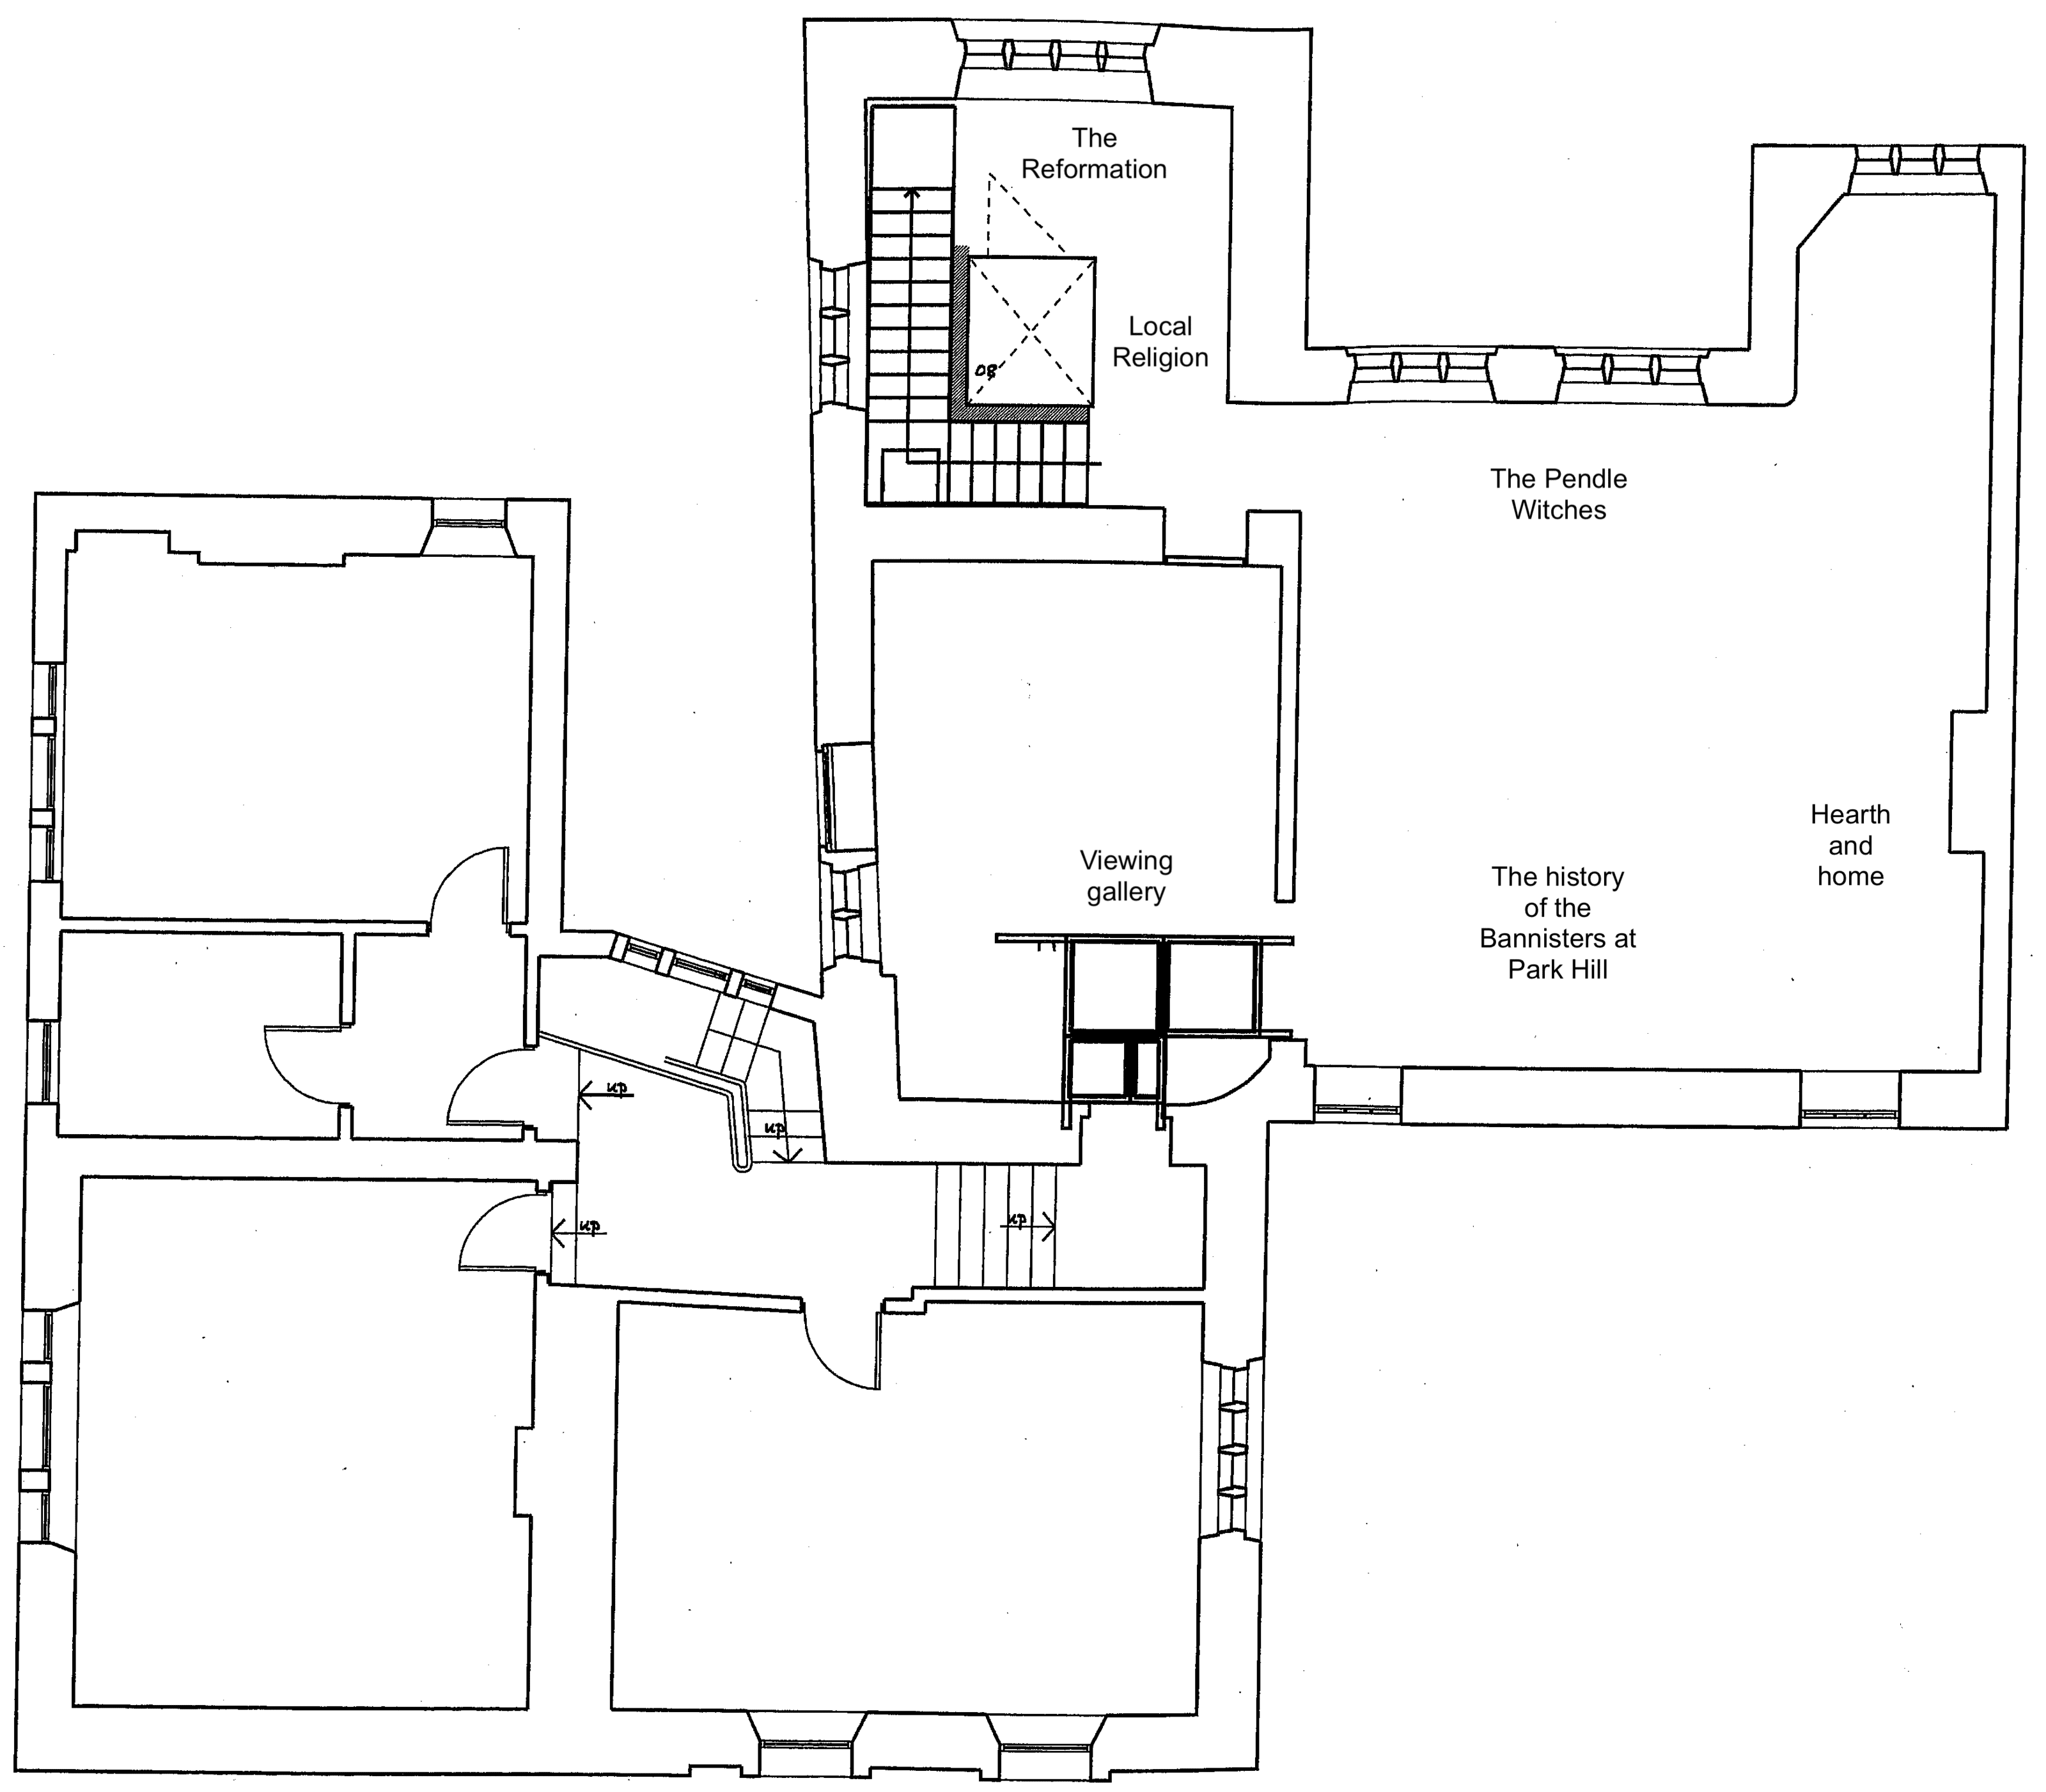 The
Reformation
Local
Religion
08
The Pendle
Witches
Viewing
gallery
Hearth
and
home
The history
of the
Bannisters at
Park Hill
up
up
up
up